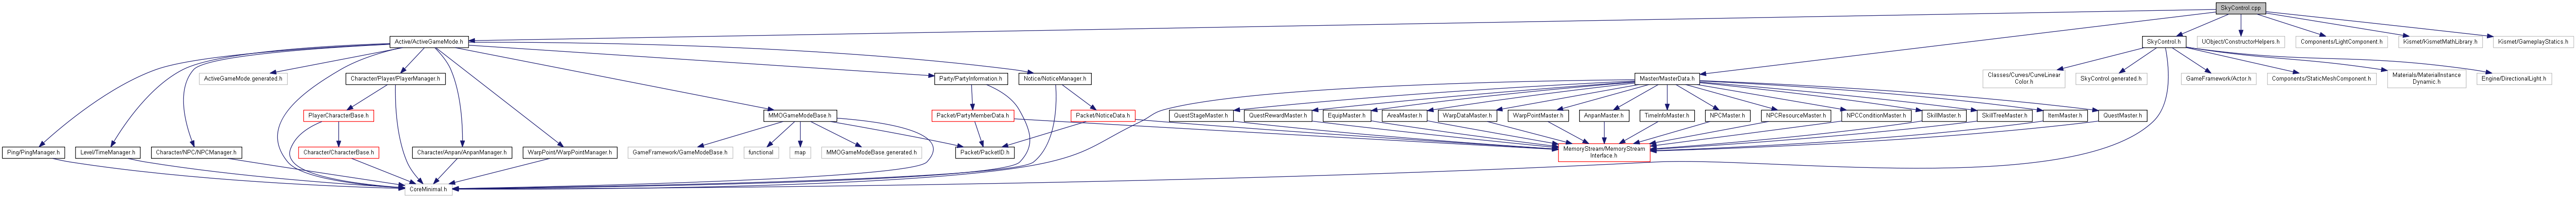 SkyControl.cpp
Active/ActiveGameMode.h
SkyControl.h
UObject/ConstructorHelpers.h
Components/LightComponent.h
Kismet/KismetMathLibrary.h
Kismet/GameplayStatics.h
ActiveGameMode.generated.h
Character/Player/PlayerManager.h
Party/PartyInformation.h
Notice/NoticeManager.h
Master/MasterData.h
Classes/Curves/CurveLinear
Color.h
SkyControl.generated.h
GameFramework/Actor.h
Components/StaticMeshComponent.h
Materials/MaterialInstance
Dynamic.h
Engine/DirectionalLight.h
PlayerCharacterBase.h
MMOGameModeBase.h
Packet/PartyMemberData.h
Packet/NoticeData.h
QuestStageMaster.h
QuestRewardMaster.h
EquipMaster.h
AreaMaster.h
WarpDataMaster.h
WarpPointMaster.h
AnpanMaster.h
TimeInfoMaster.h
NPCMaster.h
NPCResourceMaster.h
NPCConditionMaster.h
SkillMaster.h
SkillTreeMaster.h
ItemMaster.h
QuestMaster.h
Ping/PingManager.h
Level/TimeManager.h
Character/NPC/NPCManager.h
Character/CharacterBase.h
Character/Anpan/AnpanManager.h
WarpPoint/WarpPointManager.h
GameFramework/GameModeBase.h
functional
map
MMOGameModeBase.generated.h
Packet/PacketID.h
MemoryStream/MemoryStream
Interface.h
CoreMinimal.h